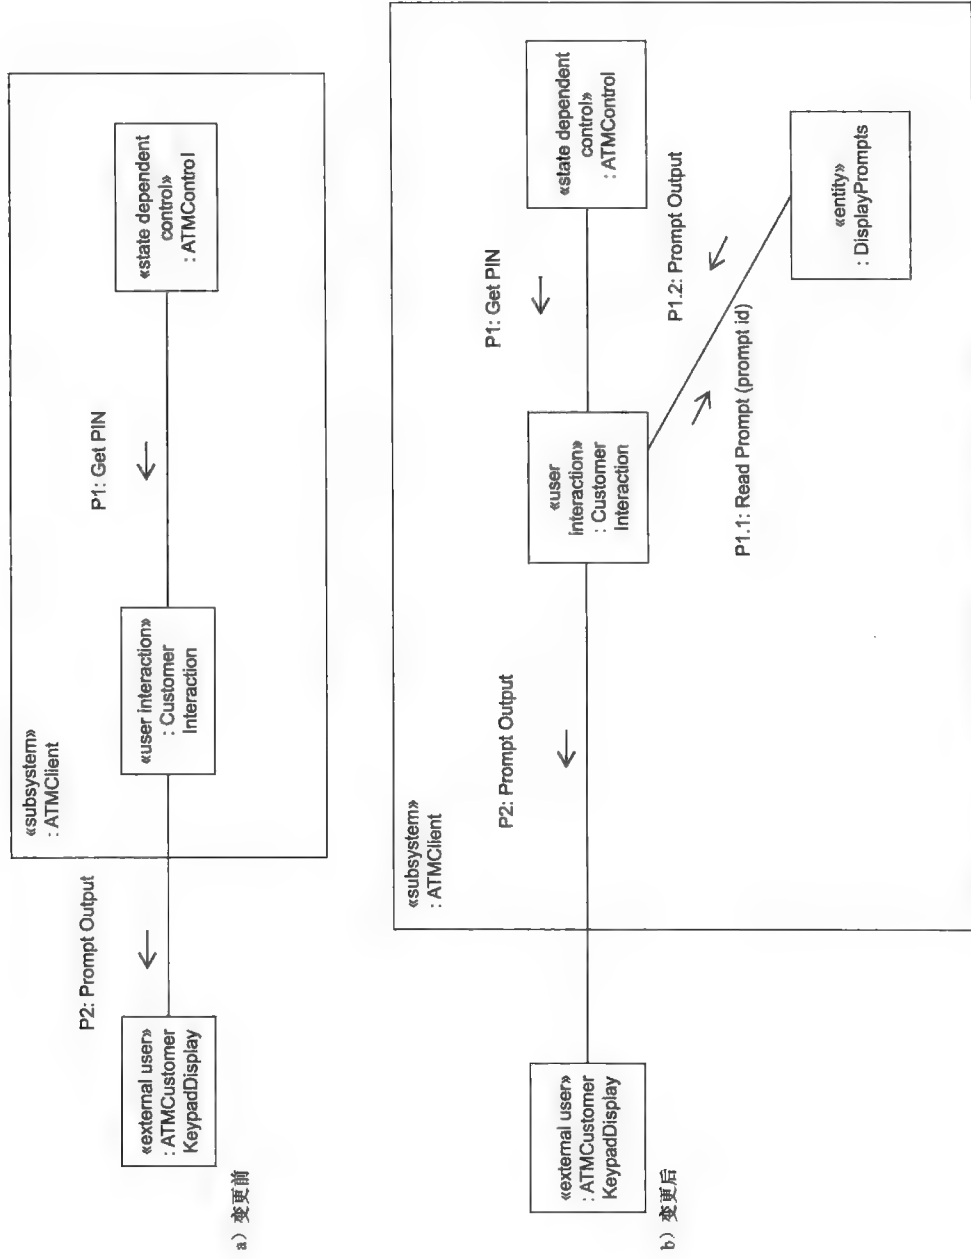 «subsystem»
: ATMClient
P2: Prompt Output
P1: Get PIN
«external user»
: ATMCustomer
KeypadDisplay
«user interaction»
: Customer
Interaction
«state dependent
control»
: ATMControl
a）变更前
«subsystem»
: ATMClient
P2: Prompt Output
P1: Get PIN
«external user»
: ATMCustomer
KeypadDisplay
«user
interaction»
: Customer
Interaction
«state dependent
control»
: ATMControl
P1.2: Prompt Output
P1.1: Read Prompt (prompt id)
«entity»
: DisplayPrompts
b）变更后